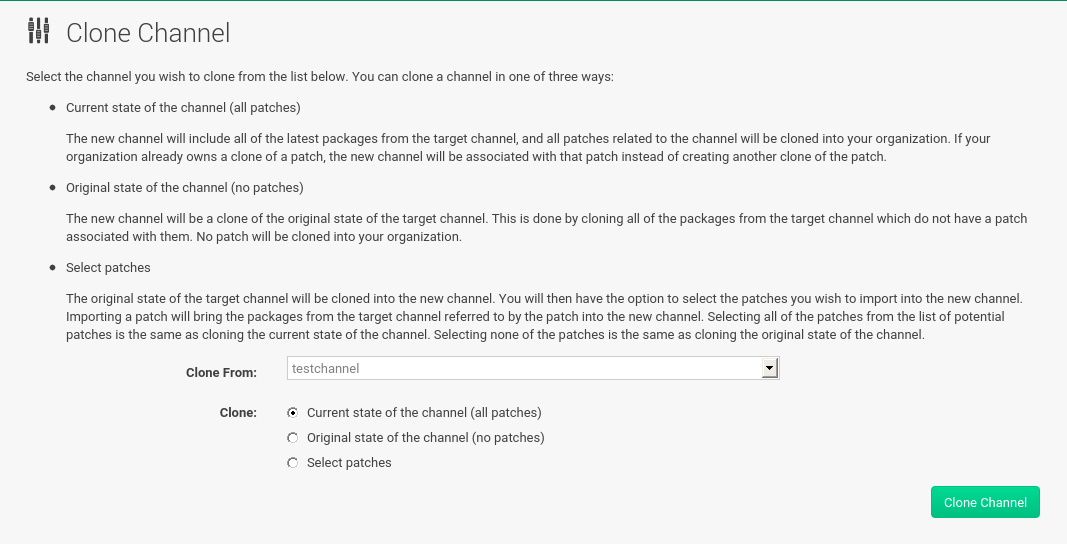 Clone Channel
Select the channel you wish to clone from the list below. You can clone a channel in one of three ways:
Current state of the channel (all patches)
The new channel will include all of the latest packages from the target channel, and all patches related to the channel will be cloned into your organization. If your
organization already owns a clone of a patch, the new channel will be associated with that patch instead of creating another clone of the patch.
Original state of the channel (no patches)
The new channel will be a clone of the original state of the target channel. This is done by cloning all of the packages from the target channel which do not have a patch
associated with them. No patch will be cloned into your organization.
Select patches
The original state of the target channel will be cloned into the new channel. You will then have the option to select the patches you wish to import into the new channel.
Importing a patch will bring the packages from the target channel referred to by the patch into the new channel. Selecting all of the patches from the list of potential
patches is the same as cloning the current state of the channel. Selecting none of the patches is the same as cloning the original state of the channel.
Clone From: testchannel
Clone: Current state of the channel (all patches)
Original state of the channel (no patches)
Select patches
Clone Channel